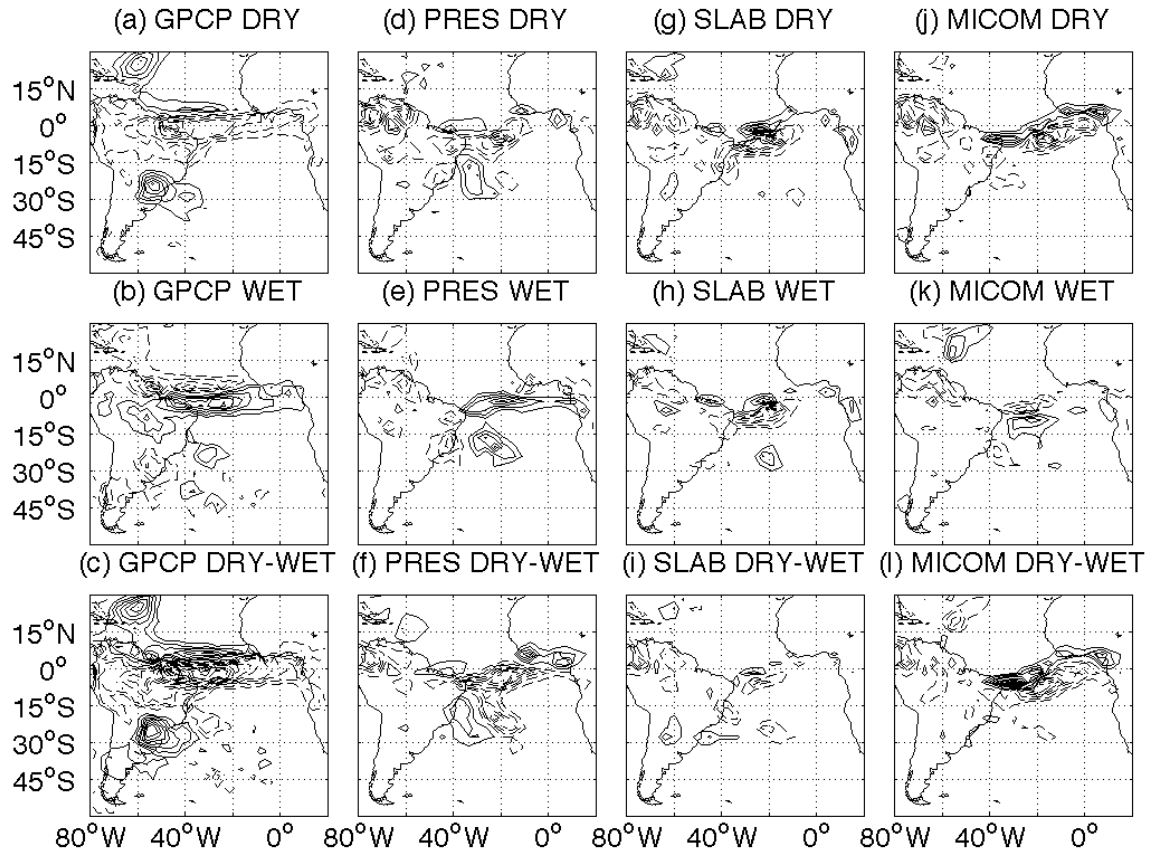 (a) GPCP DRY (d) PRES DRY (g) SLAB DRY (j) MICOM DRY
15°N
0°
15°S
30°S
45°S
(b) GPCP WET (e) PRES WET (h) SLAB WET (k) MICOM WET
15°N
0°
15°S
30°S
45°S
(c) GPCP DRY-WET (f) PRES DRY-WET (i) SLAB DRY-WET (l) MICOM DRY-WET
15°N
0°
15°S
30°S
45°S
80°W 40°W 0° 80°W 40°W 0° 80°W 40°W 0° 80°W 40°W 0°